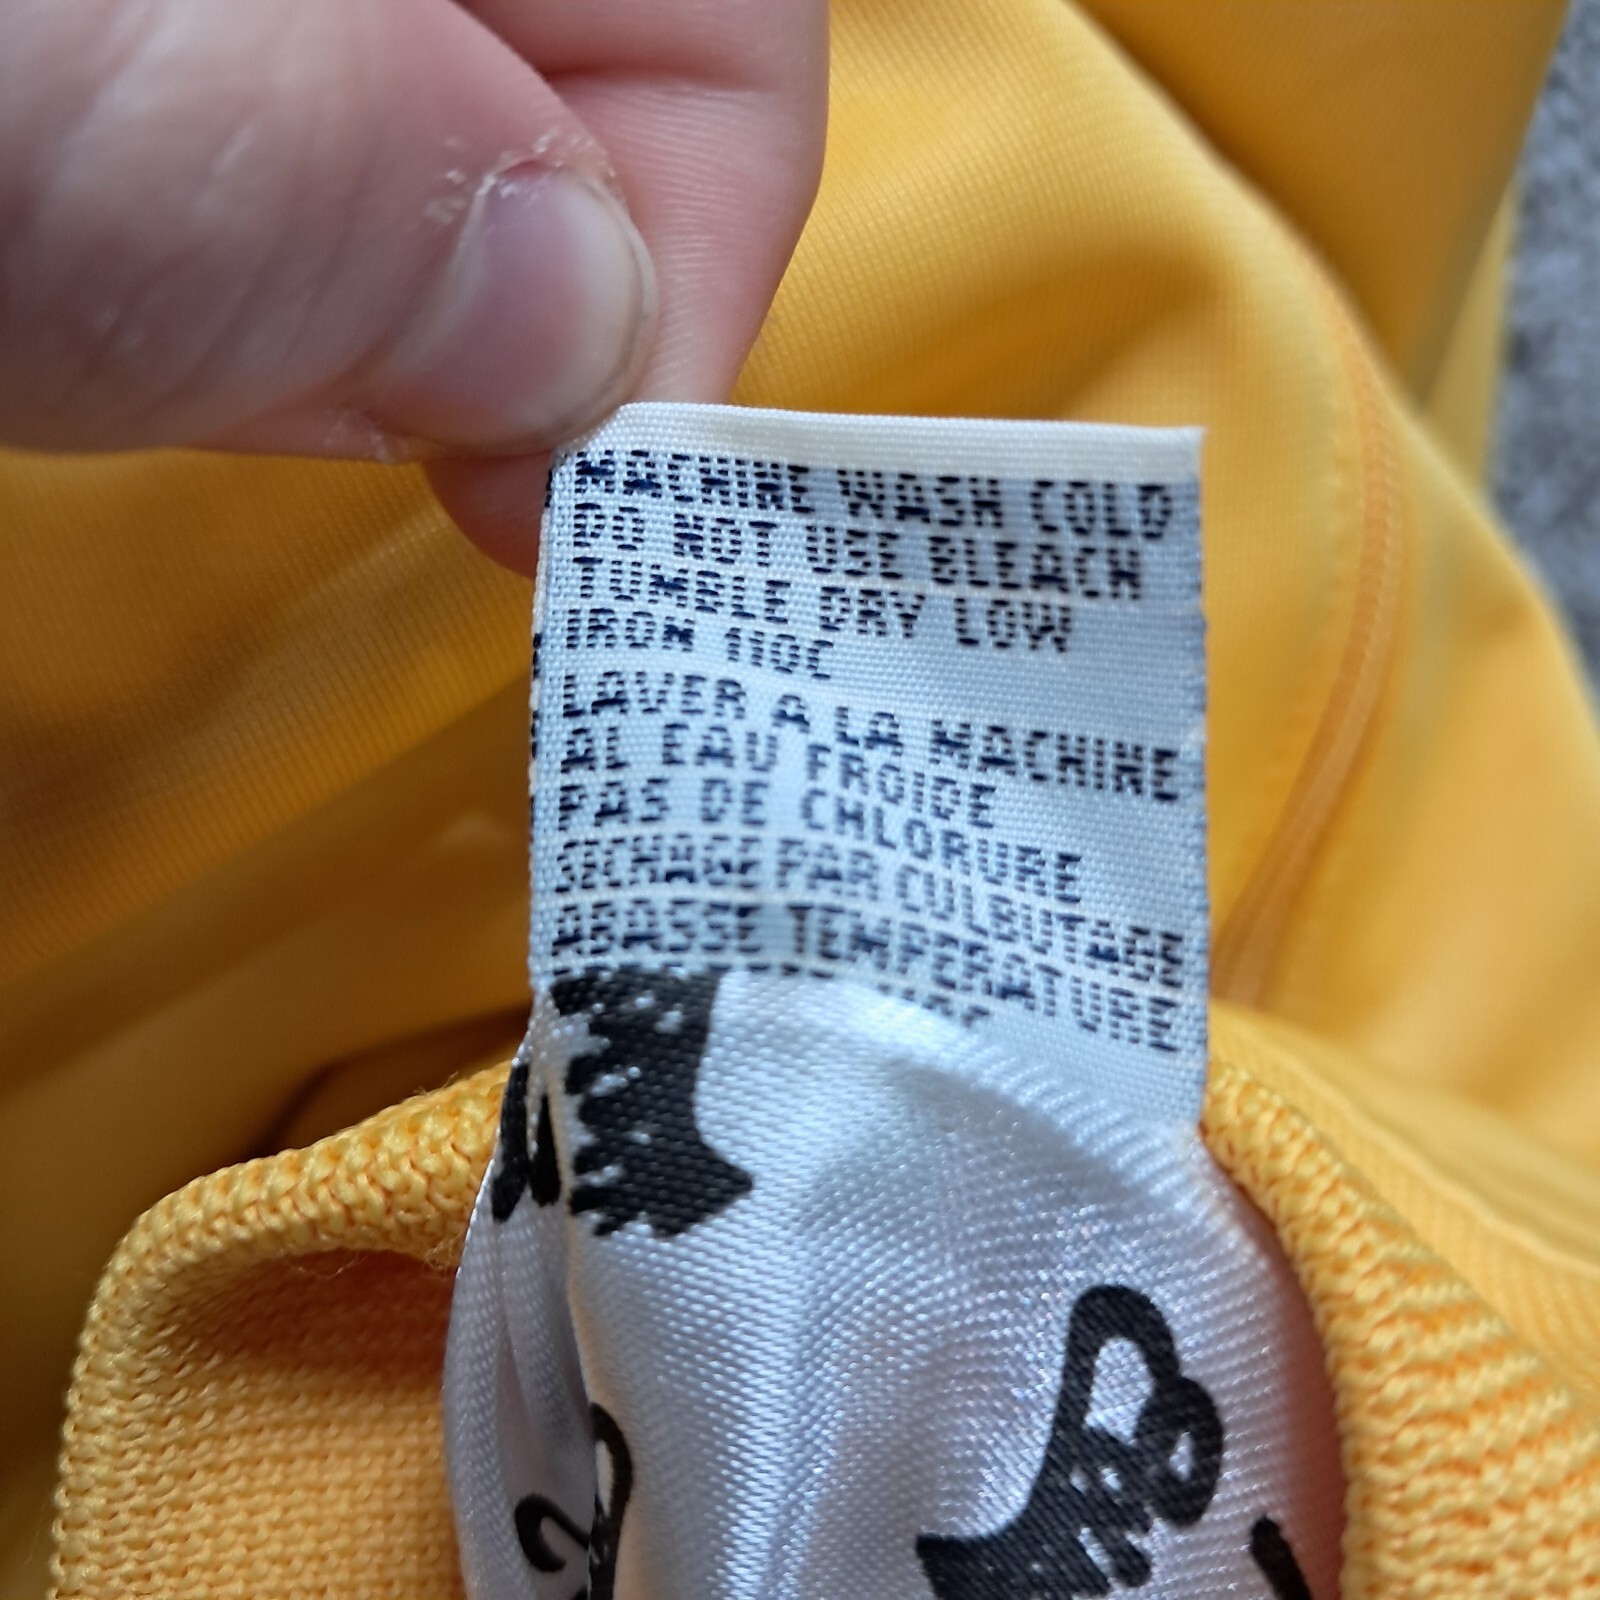 MACHINE WASH COLD
DO NOT USE BLEACH
TUMBLE DRY LOW
IRON 110C
LAVER A LA MACHINE
AL EAU FROIDE
PAS DE CHLORURE
SECHAGE PAR CULBUTAGE
ABASSE TEMPERATURE